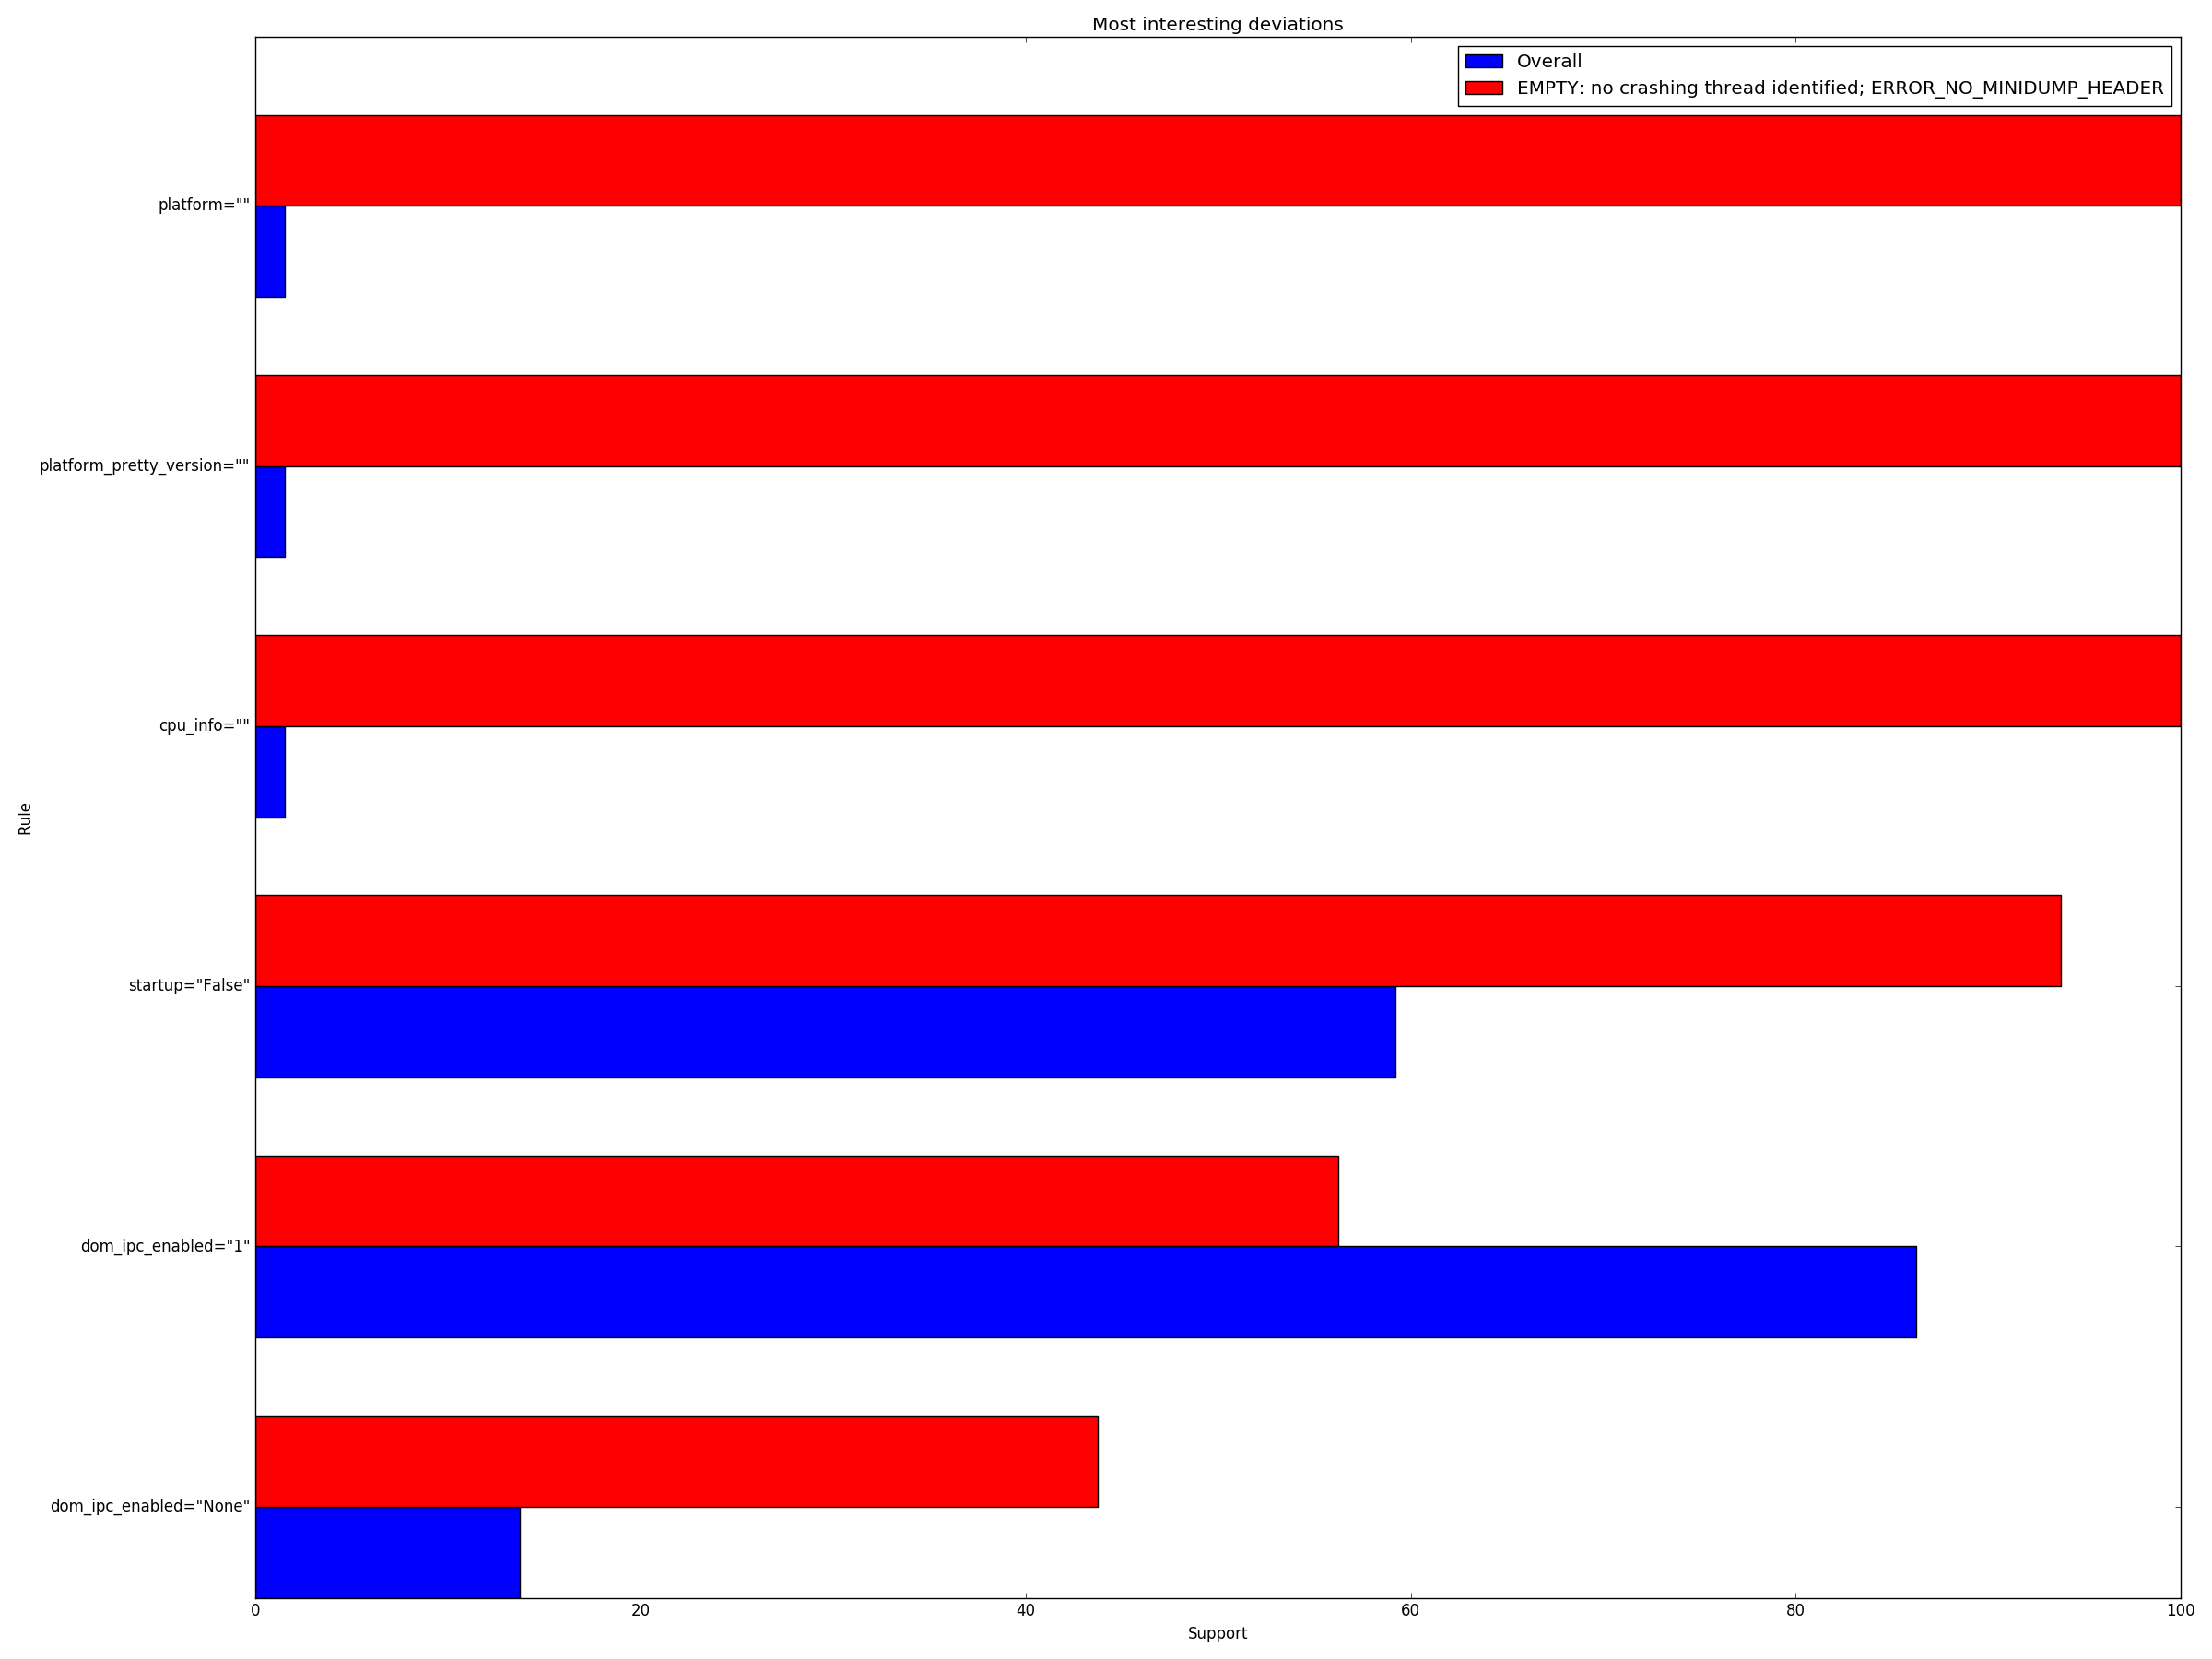 Most interesting deviations
Overall
EMPTY: no crashing thread identified; ERROR_NO_MINIDUMP_HEADER
platform=""
platform_pretty_version=""
cpu_info=""
Rule
startup="False"
dom_ipc_enabled="1"
dom_ipc_enabled="None"
0 20 40 60 80 100
Support